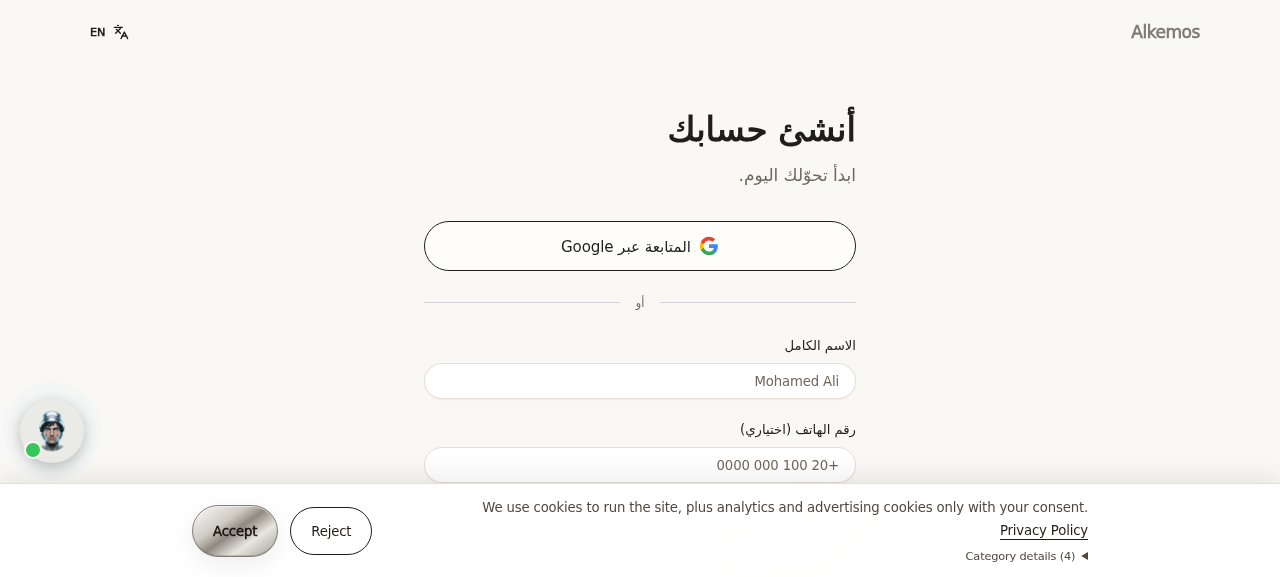 Alkemos
EN
أنشئ حسابك
ابدأ تحوّلك اليوم.
المتابعة عبر Google
أو
الاسم الكامل
Mohamed Ali
رقم الهاتف (اختياري)
+20 100 000 0000
We use cookies to run the site, plus analytics and advertising cookies only with your consent.
Privacy Policy
Category details (4)
Reject
Accept